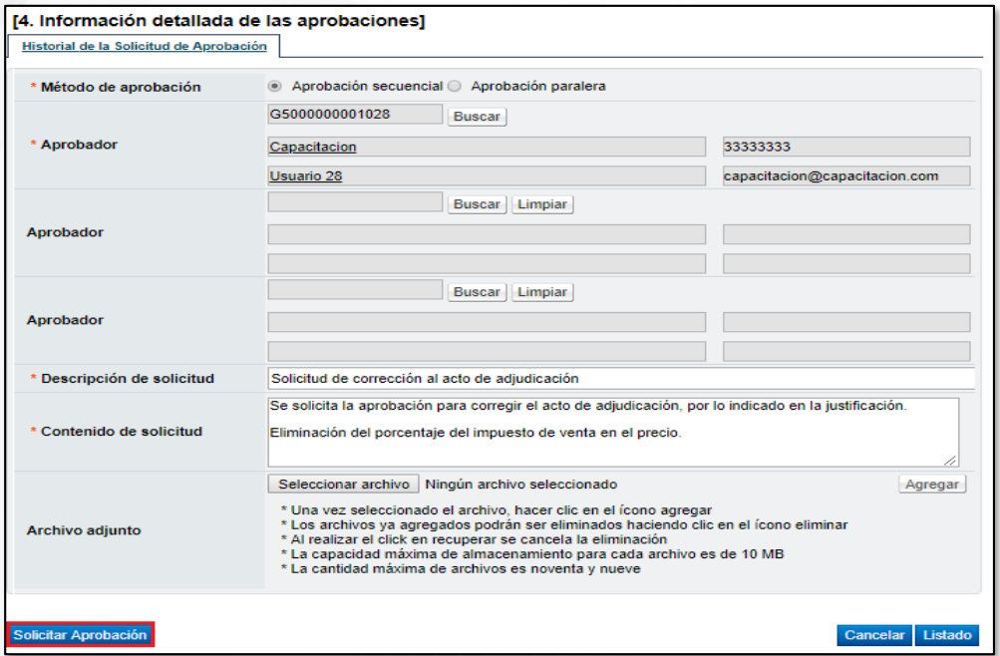 [4. Información detallada de las aprobaciones]
Historial de la Solicitud de Aprobación
* Método de aprobación
Aprobación secuencial Aprobación paralera
* Aprobador
G5000000001028 Buscar
Capacitacion 33333333
Usuario 28 capacitacion@capacitacion.com
Aprobador
Buscar Limpiar
Aprobador
Buscar Limpiar
* Descripción de solicitud
Solicitud de corrección al acto de adjudicación
* Contenido de solicitud
Se solicita la aprobación para corregir el acto de adjudicación, por lo indicado en la justificación.
Eliminación del porcentaje del impuesto de venta en el precio.
Archivo adjunto
Seleccionar archivo Ningún archivo seleccionado Agregar
* Una vez seleccionado el archivo, hacer clic en el ícono agregar
* Los archivos ya agregados podrán ser eliminados haciendo clic en el ícono eliminar
* Al realizar el click en recuperar se cancela la eliminación
* La capacidad máxima de almacenamiento para cada archivo es de 10 MB
* La cantidad máxima de archivos es noventa y nueve
Solicitar Aprobación Cancelar Listado